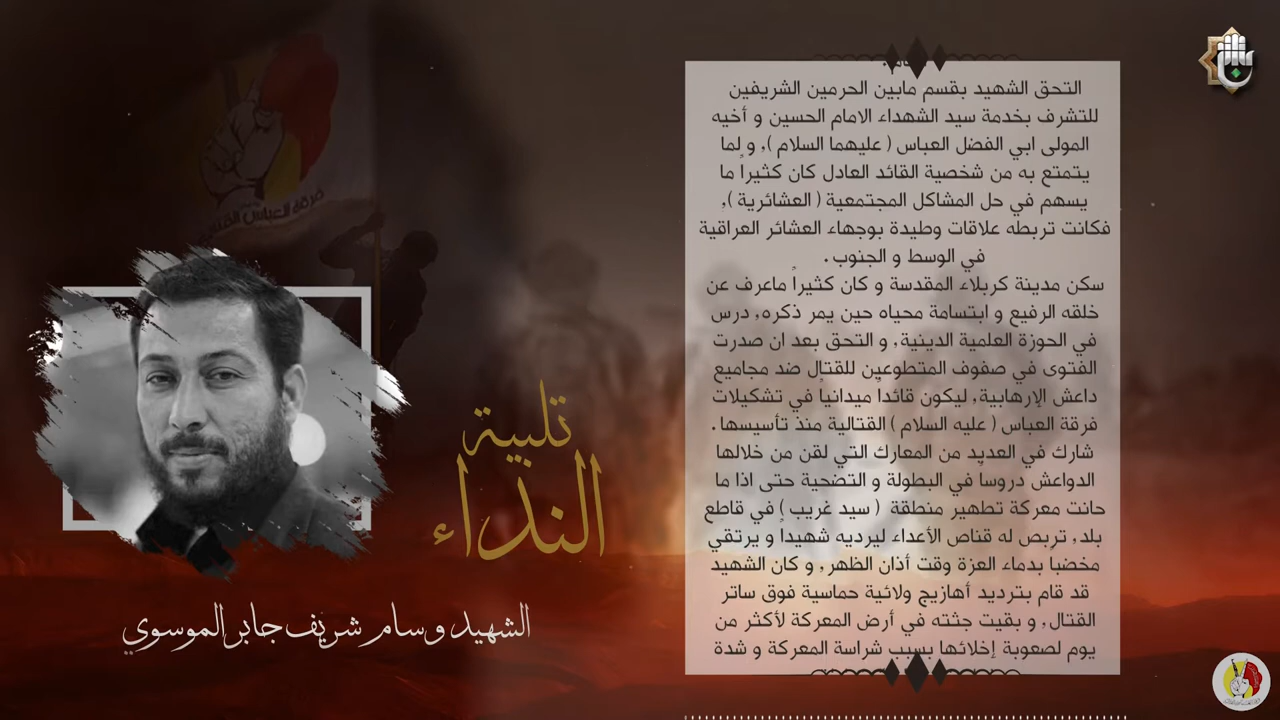 التحق الشهيد بقسم مابين الحرمين الشريفين
للتشرف بخدمة سيد الشهداء الامام الحسين و أخيه
المولى ابي الفضل العباس ( عليهما السلام )، و لما
يتمتع به من شخصية القائد العادل كان كثيراً ما
يسهم في حل المشاكل المجتمعية ( العشائرية )،
فكانت تربطه علاقات وطيدة بوجهاء العشائر العراقية
في الوسط و الجنوب .
سكن مدينة كربلاء المقدسة و كان كثيراً ماعرف عن
خلقه الرفيع و ابتسامة محياه حين يمر ذكره، درس
في الحوزة العلمية الدينية، و التحق بعد ان صدرت
الفتوى في صفوف المتطوعين للقتال ضد مجاميع
داعش الإرهابية، ليكون قائداً ميدانياً في تشكيلات
فرقة العباس ( عليه السلام ) القتالية منذ تأسيسها .
شارك في العديد من المعارك التي لقن من خلالها
الدواعش دروساً في البطولة و التضحية حتى اذا ما
حانت معركة تطهير منطقة ( سيد غريب ) في قاطع
بلد، تربص له قناص الأعداء ليرديه شهيداً و يرتقي
مخضباً بدماء العزة وقت أذان الظهر، و كان الشهيد
قد قام بترديد أهازيج ولائية حماسية فوق ساتر
القتال، و بقيت جثته في أرض المعركة لأكثر من
يوم لصعوبة إخلائها بسبب شراسة المعركة و شدة
تلبية
النداء
الشهيد وسام شريف جابر الموسوي
فرقة العباس